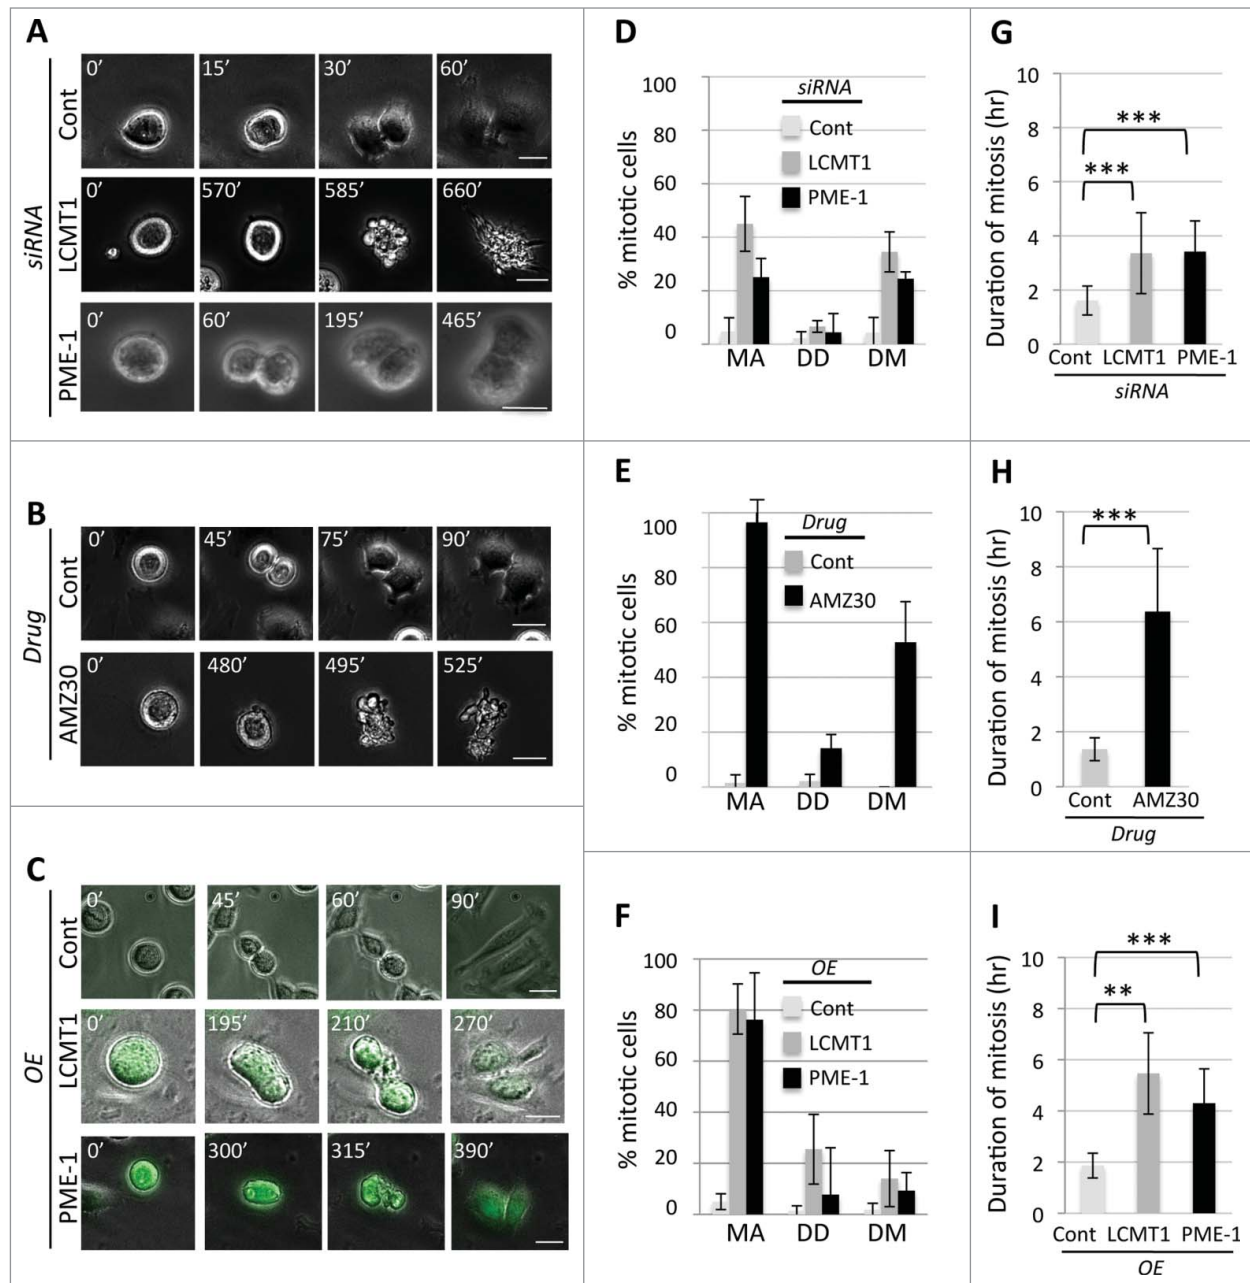 A
siRNA
Cont
0' 15' 30' 60'
LCMT1
0' 570' 585' 660'
PME-1
0' 60' 195' 465'
B
Drug
Cont
0' 45' 75' 90'
AMZ30
0' 480' 495' 525'
C
OE
Cont
0' 45' 60' 90'
LCMT1
0' 195' 210' 270'
PME-1
0' 300' 315' 390'
D
% mitotic cells
100
80
60
40
20
0
siRNA
Cont
LCMT1
PME-1
MA DD DM
E
% mitotic cells
100
80
60
40
20
0
Drug
Cont
AMZ30
MA DD DM
F
% mitotic cells
100
80
60
40
20
0
OE
Cont
LCMT1
PME-1
MA DD DM
G
Duration of mitosis (hr)
10
8
6
4
2
0
***
***
Cont LCMT1 PME-1
siRNA
H
Duration of mitosis (hr)
10
8
6
4
2
0
***
Cont AMZ30
Drug
I
Duration of mitosis (hr)
10
8
6
4
2
0
***
**
Cont LCMT1 PME-1
OE